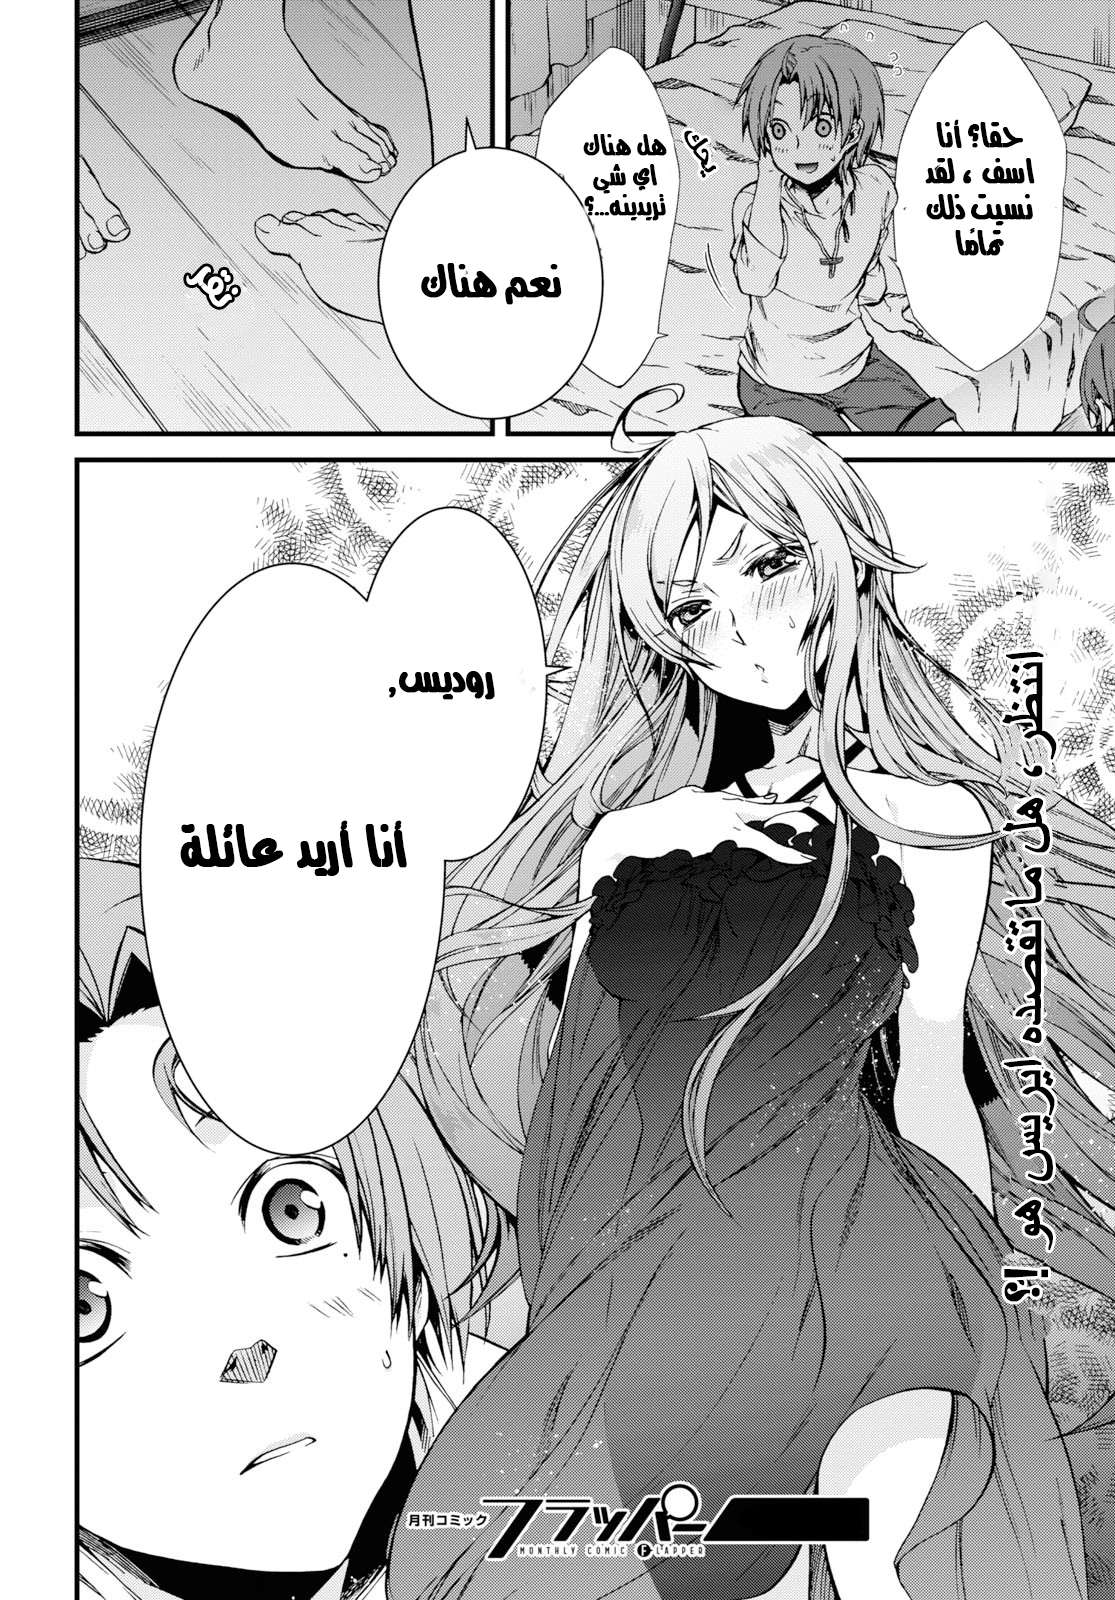 حقا؟ أنا
اسف ، لقد
نسيت ذلك
تمامًا
هل هناك
اي شي
تريدينه...؟
يحك
نعم هناك
نقر
روديس,
أنا أريد عائلة
انتظر ، هل ما تقصده ايريس هو !؟
月刊コミック
フラッパー
MONTHLY COMIC FLAPPER